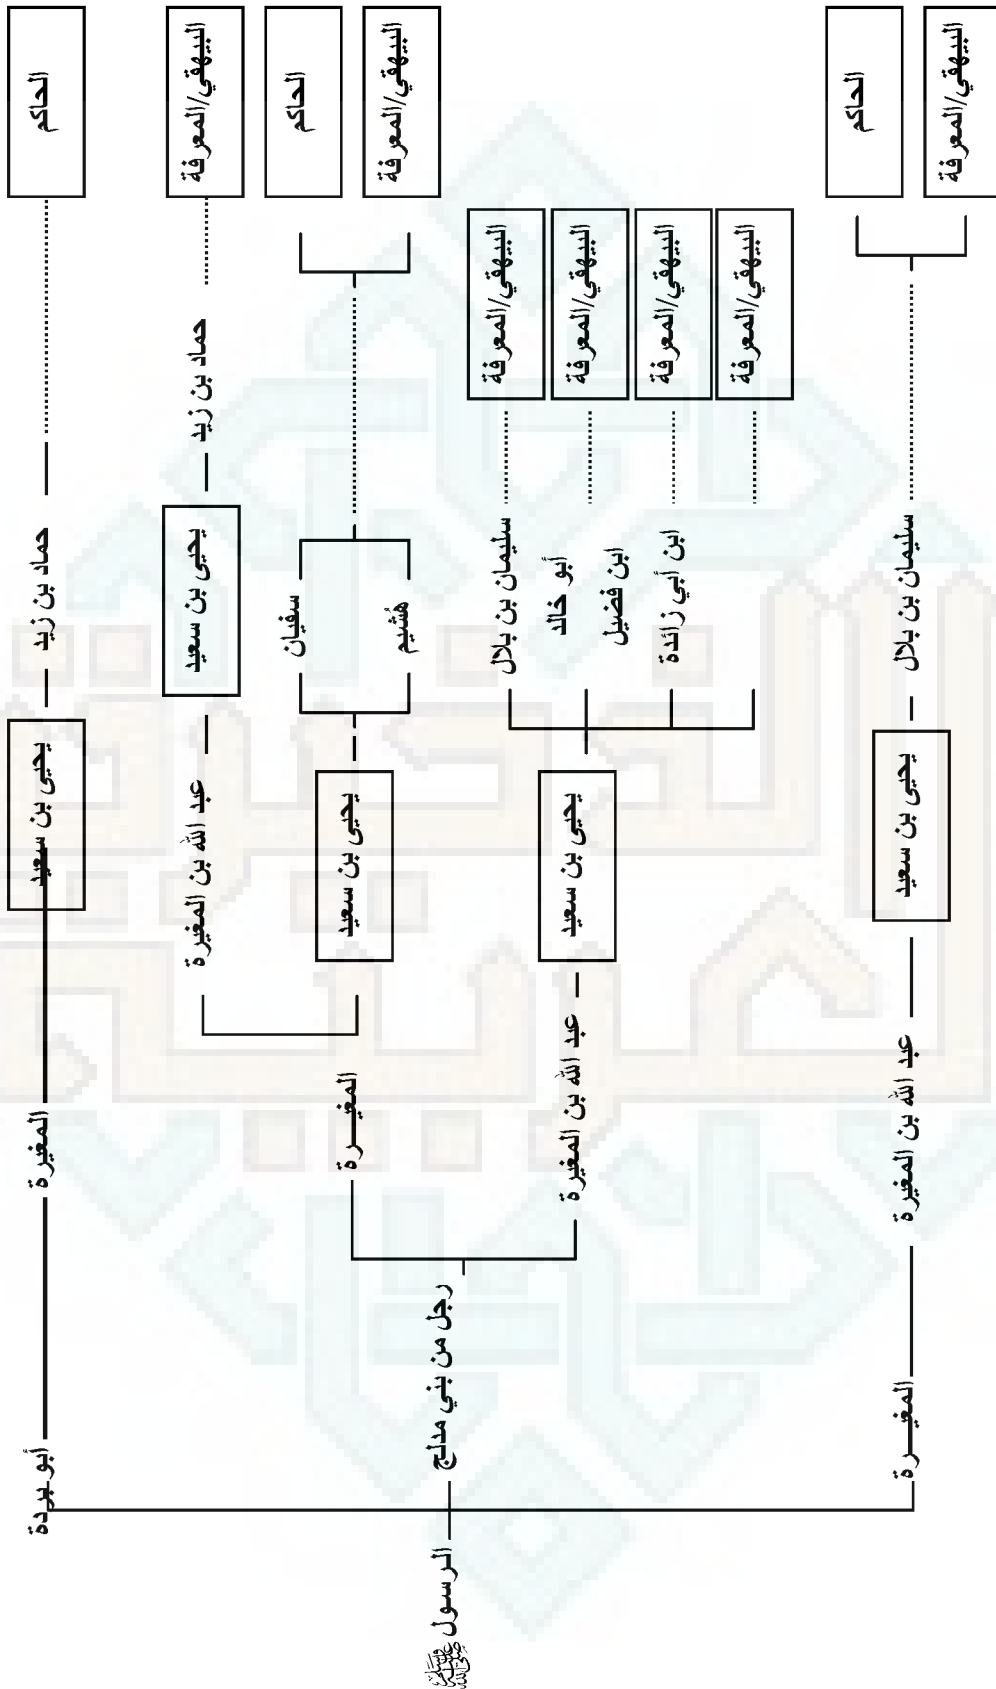 الحاكم
البيهقي/المعرفة
الحاكم
البيهقي/المعرفة
الحاكم
البيهقي/المعرفة
البيهقي/المعرفة
البيهقي/المعرفة
البيهقي/المعرفة
البيهقي/المعرفة
حماد بن زيد
حماد بن زيد
سفيان
هُشيم
سليمان بن بلال
أبو خالد
ابن فضيل
ابن أبي زائدة
سليمان بن بلال
يحيى بن سعيد
يحيى بن سعيد
يحيى بن سعيد
يحيى بن سعيد
يحيى بن سعيد
عبد الله بن المغيرة
المغيرة
المغيــرة
عبد الله بن المغيرة
عبد الله بن المغيرة
أبو بردة
رجل من بني مدلج
المغيــرة
الرسول ﷺ